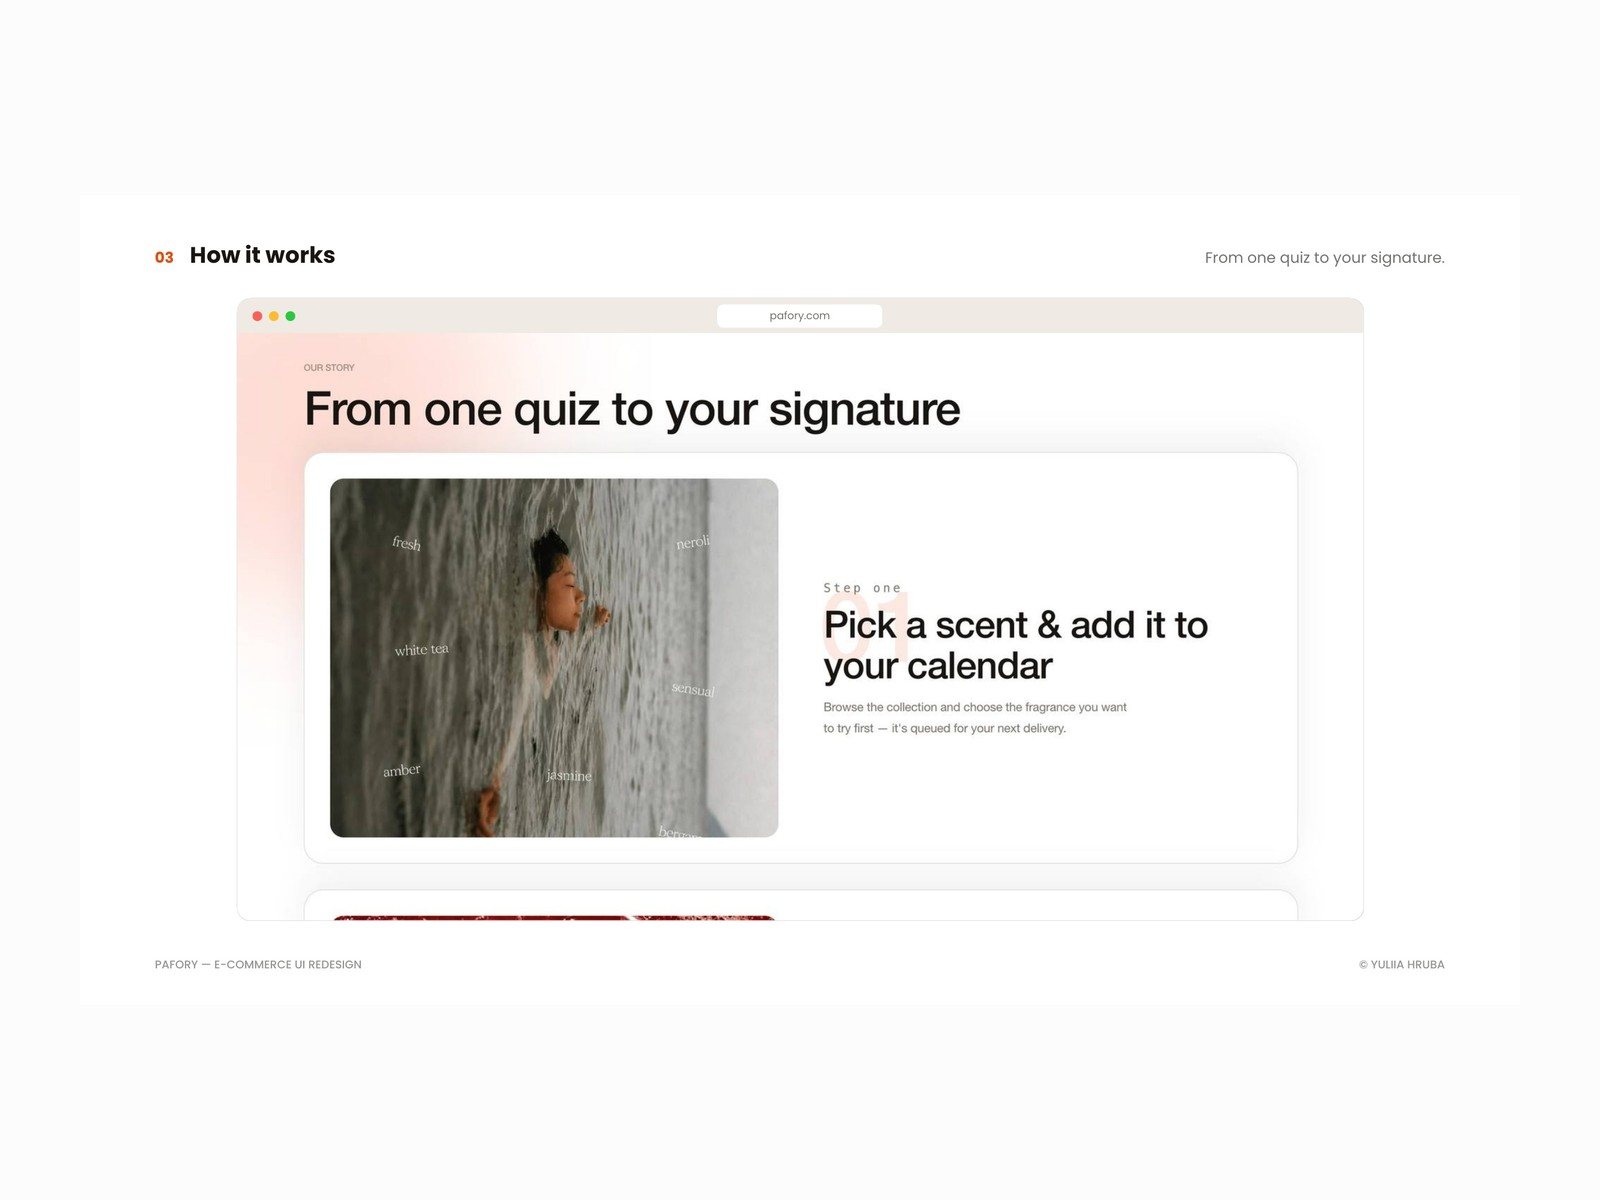 03 How it works
From one quiz to your signature.
pafory.com
OUR STORY
From one quiz to your signature
fresh
neroli
white tea
sensual
amber
jasmine
Step one
01
Pick a scent & add it to
your calendar
Browse the collection and choose the fragrance you want
to try first — it's queued for your next delivery.
PAFORY — E-COMMERCE UI REDESIGN
© YULIIA HRUBA